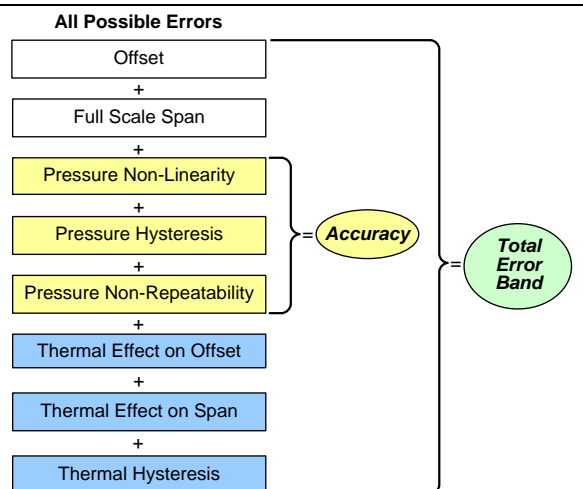 All Possible Errors
Offset
+
Full Scale Span
+
Pressure Non-Linearity
+
Pressure Hysteresis
+
Pressure Non-Repeatability
+
Thermal Effect on Offset
+
Thermal Effect on Span
+
Thermal Hysteresis
=
Accuracy
=
Total
Error
Band